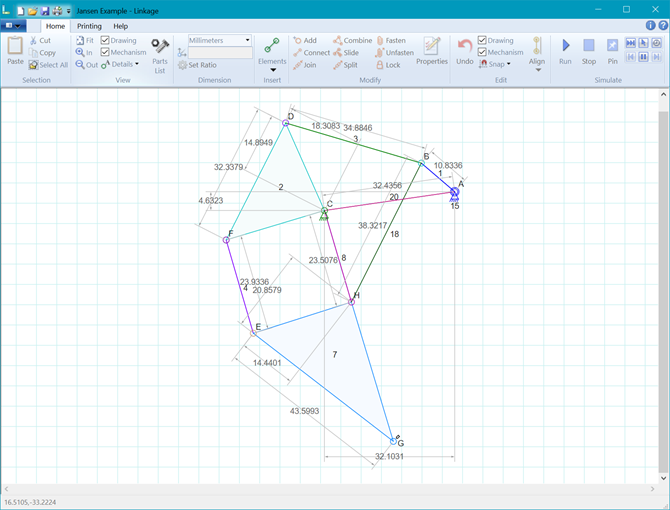 Jansen Example - Linkage
Home Printing Help
Paste
Cut
Copy
Select All
Selection
Fit
In
Out
Drawing
Mechanism
Details
View
Parts List
Millimeters
Set Ratio
Dimension
Elements
Insert
Add
Connect
Join
Combine
Slide
Split
Fasten
Unfasten
Lock
Properties
Modify
Undo
Drawing
Mechanism
Snap
Edit
Align
Run
Stop
Pin
Simulate
D
18.3083
34.8846
3
14.8949
B
10.8336
32.3379
1
2
32.4356
A
4.6323
20
C
15
38.3217
18
F
23.5076
8
23.9336
4
20.8579
H
E
7
14.4401
43.5993
G
32.1031
16.5105,-33.2224